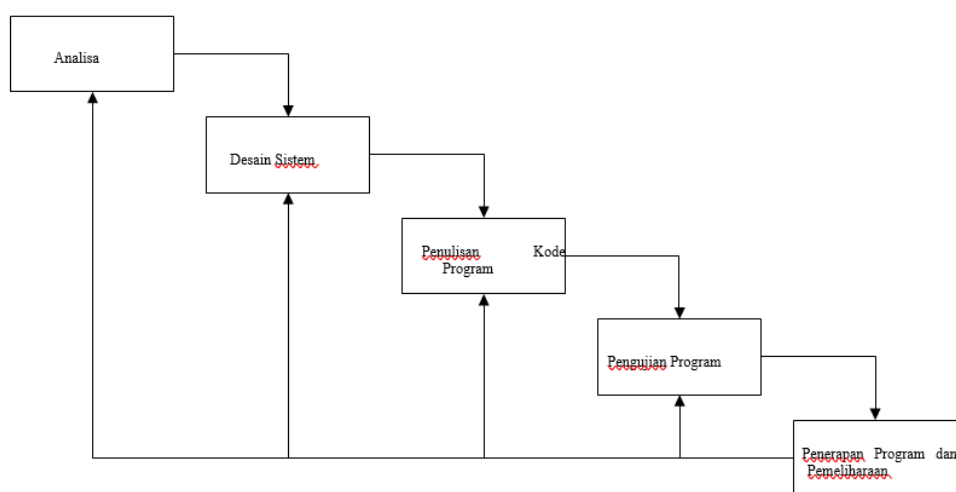 Analisa
Desain Sistem
Penulisan Kode
Program
Pengujian Program
Penerapan Program dan
Pemeliharaan